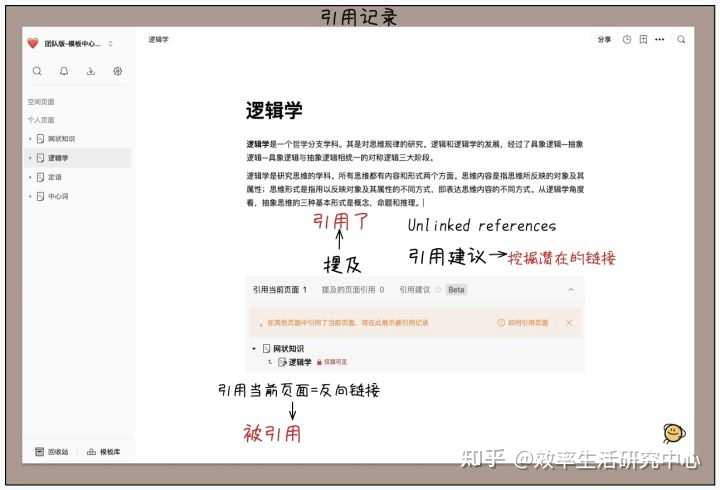 引用记录
团队版-模板中心...
逻辑学
分享
空间页面
个人页面
网状知识
逻辑学
定语
中心词
逻辑学
逻辑学是一个哲学分支学科。其是对思维规律的研究。逻辑和逻辑学的发展，经过了具象逻辑—抽象
逻辑—具象逻辑与抽象逻辑相统一的对称逻辑三大阶段。
逻辑学是研究思维的学科。所有思维都有内容和形式两个方面。思维内容是指思维所反映的对象及其
属性；思维形式是指用以反映对象及其属性的不同方式，即表达思维内容的不同方式。从逻辑学角度
看，抽象思维的三种基本形式是概念、命题和推理。
引用了
Unlinked references
提及
引用建议→挖掘潜在的链接
引用当前页面 1 提及的页面引用 0 引用建议 Beta
在其他页面中引用了当前页面，将在此展示被引用记录
如何引用页面
网状知识
1. 逻辑学 仅我可见
引用当前页面=反向链接
被引用
回收站
模板库
知乎 @效率生活研究中心